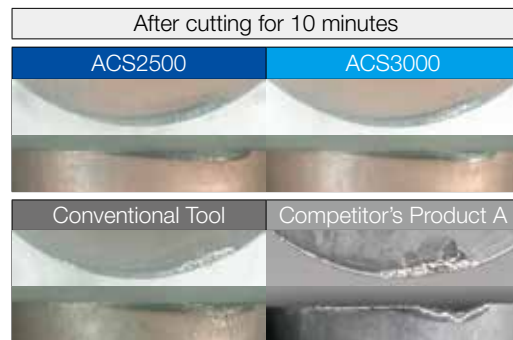 After cutting for 10 minutes
ACS2500
ACS3000
Conventional Tool
Competitor's Product A